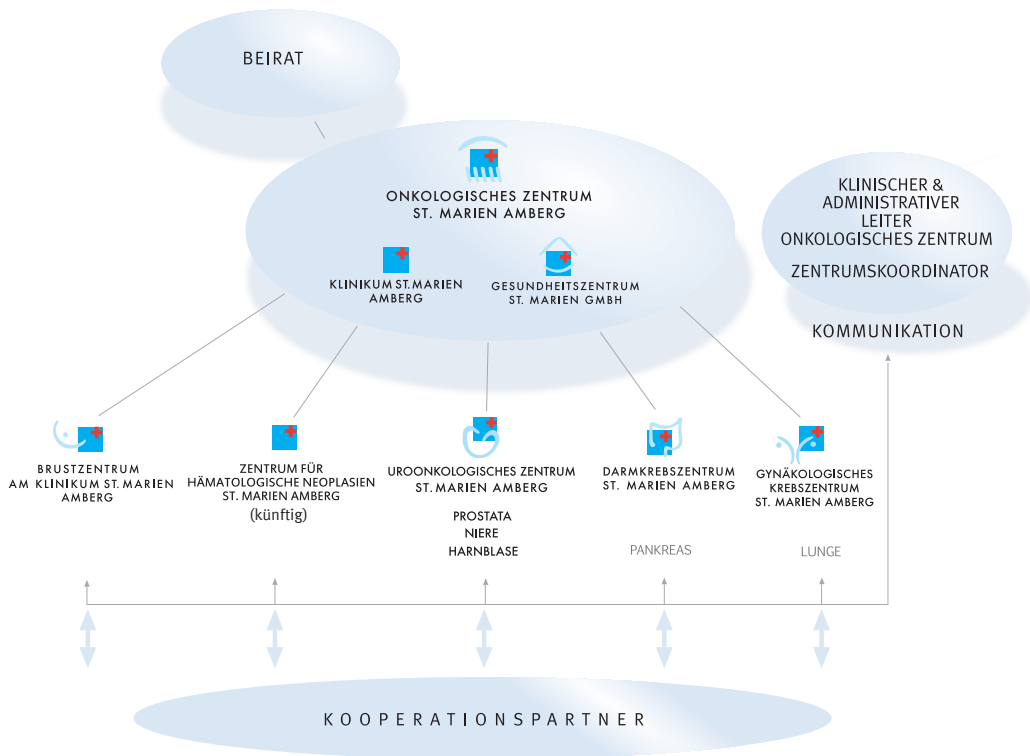 BEIRAT
ONKOLOGISCHES ZENTRUM
ST. MARIEN AMBERG
KLINIKUM ST. MARIEN
AMBERG
GESUNDHEITSZENTRUM
ST. MARIEN GMBH
KLINISCHER &
ADMINISTRATIVER
LEITER
ONKOLOGISCHES ZENTRUM
ZENTRUMSKOORDINATOR
KOMMUNIKATION
BRUSTZENTRUM
AM KLINIKUM ST. MARIEN
AMBERG
ZENTRUM FÜR
HÄMATOLOGISCHE NEOPLASIEN
ST. MARIEN AMBERG
(künftig)
UROONKOLOGISCHES ZENTRUM
ST. MARIEN AMBERG
PROSTATA
NIERE
HARNBLASE
DARMKREBSZENTRUM
ST. MARIEN AMBERG
PANKREAS
GYNÄKOLOGISCHES
KREBSZENTRUM
ST. MARIEN AMBERG
LUNGE
KOOPERATIONSPARTNER